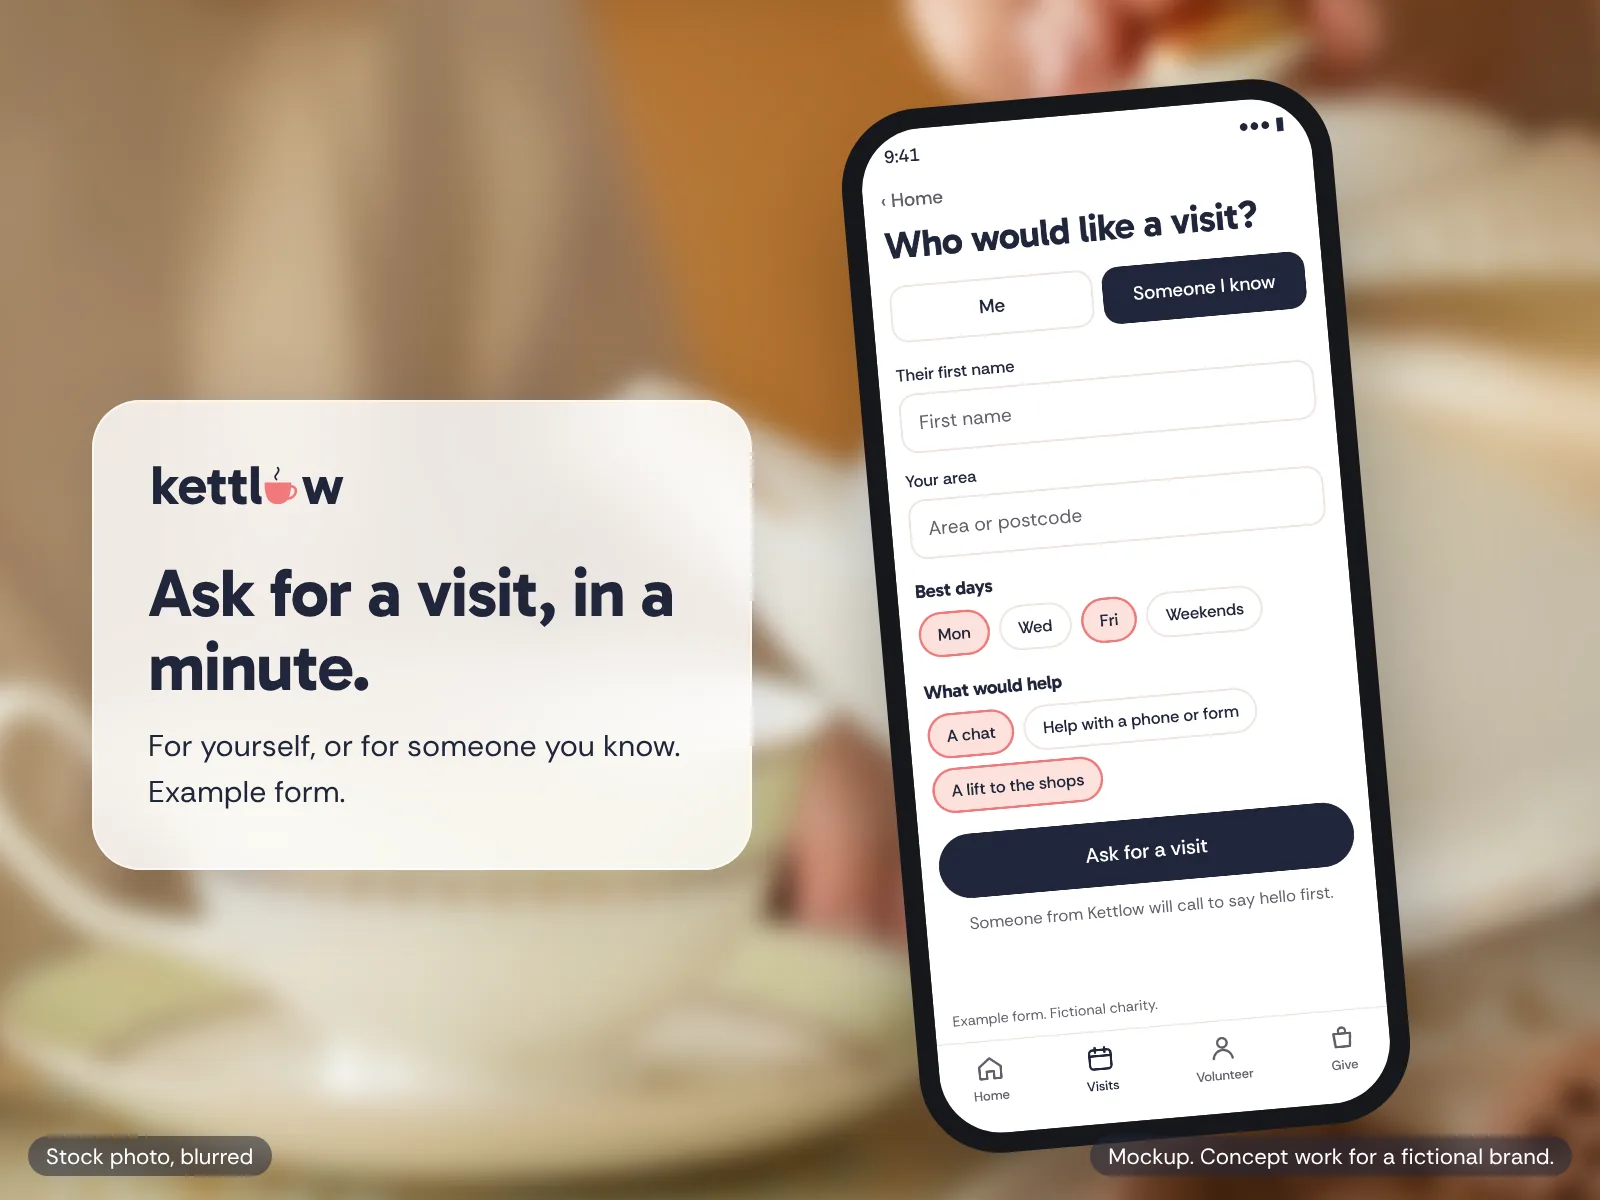 kettlow
Ask for a visit, in a
minute.
For yourself, or for someone you know.
Example form.
9:41
‹ Home
Who would like a visit?
Me
Someone I know
Their first name
First name
Your area
Area or postcode
Best days
Mon
Wed
Fri
Weekends
What would help
A chat
Help with a phone or form
A lift to the shops
Ask for a visit
Someone from Kettlow will call to say hello first.
Example form. Fictional charity.
Home
Visits
Volunteer
Give
Stock photo, blurred
Mockup. Concept work for a fictional brand.